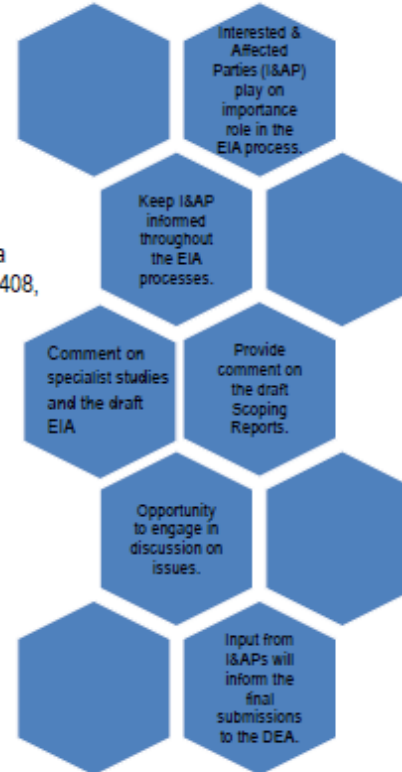 Interested &
Affected
Parties (I&AP)
play on
importance
role in the
EIA process.
Keep I&AP
informed
throughout
the EIA
processes.
a
408,
Comment on
specialist studies
and the draft
EIA
Provide
comment on
the draft
Scoping
Reports.
Opportunity
to engage in
discussion on
issues.
Input from
I&APs will
inform the
final
submissions
to the DEA.